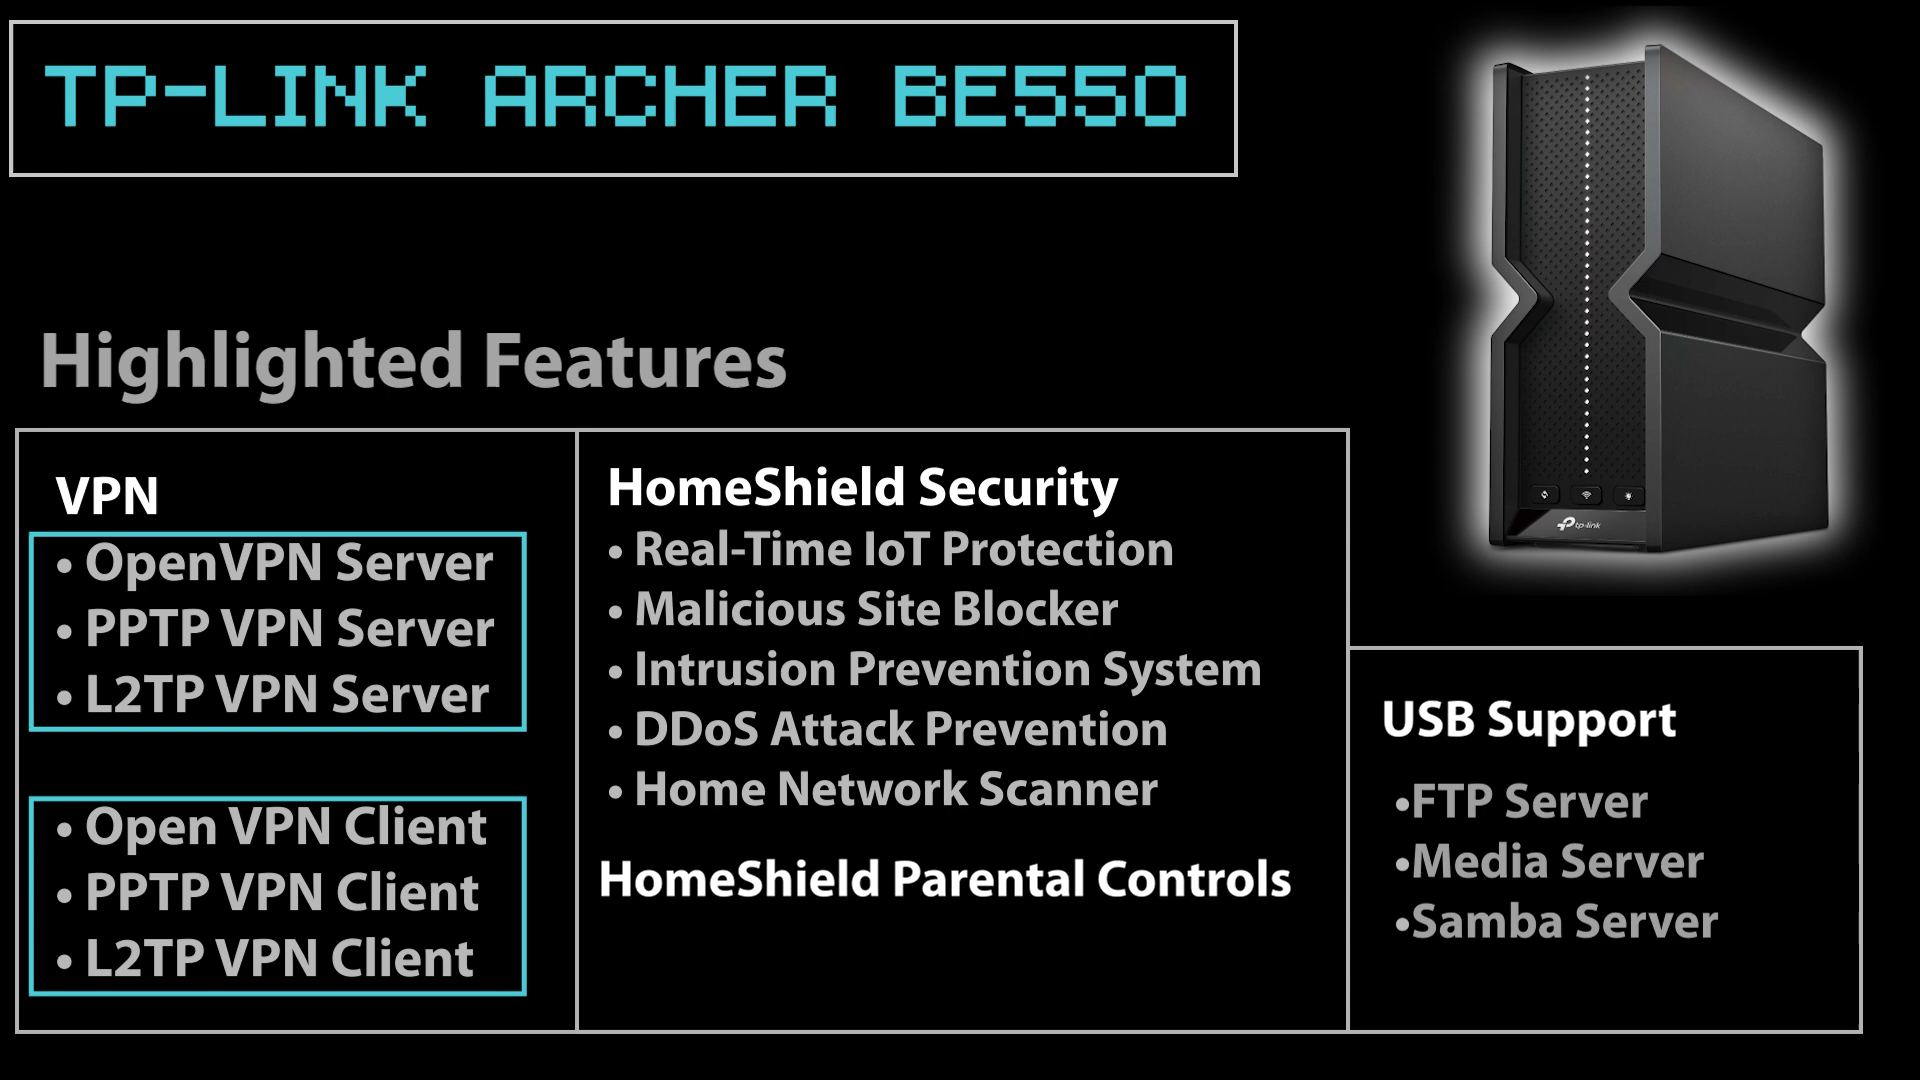 TP-LINK ARCHER BE550
Highlighted Features
VPN
• OpenVPN Server
• PPTP VPN Server
• L2TP VPN Server
• Open VPN Client
• PPTP VPN Client
• L2TP VPN Client
HomeShield Security
• Real-Time IoT Protection
• Malicious Site Blocker
• Intrusion Prevention System
• DDoS Attack Prevention
• Home Network Scanner
HomeShield Parental Controls
USB Support
•FTP Server
•Media Server
•Samba Server
tp-link